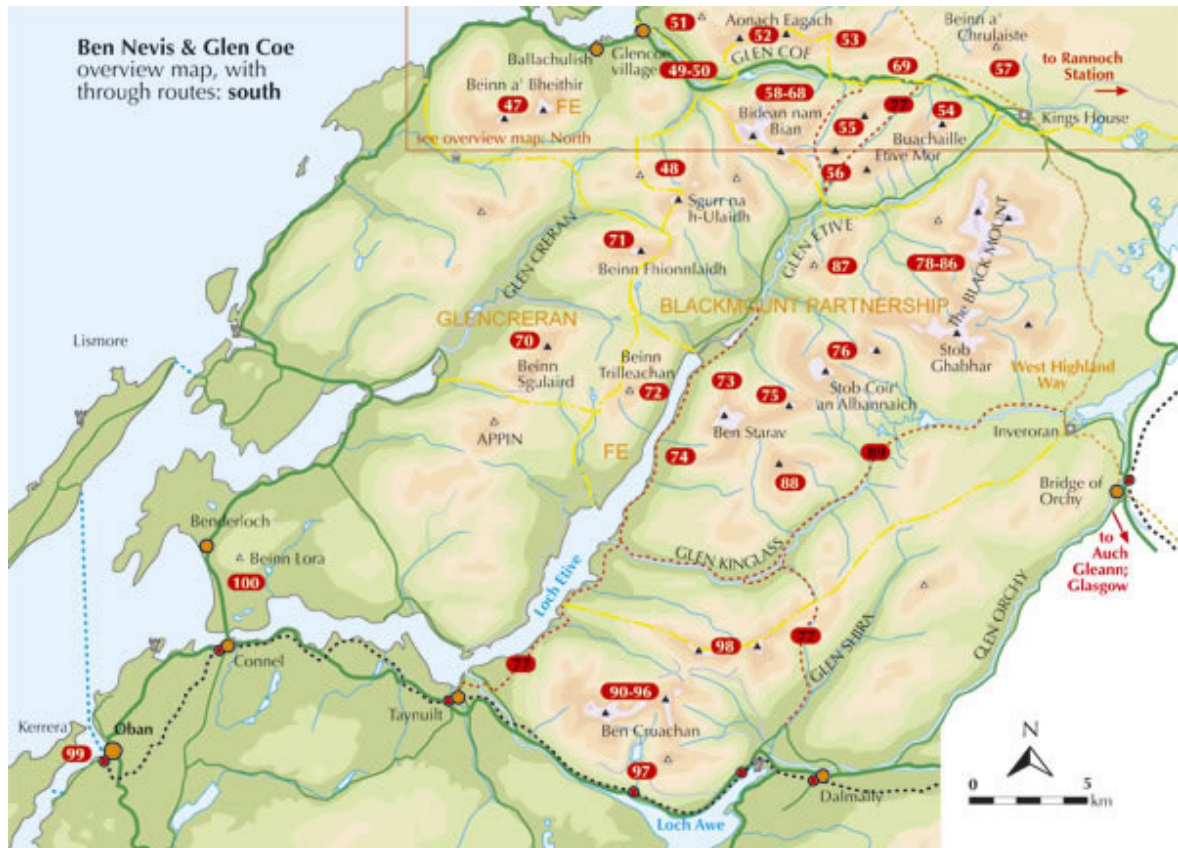 Ben Nevis & Glen Coe
overview map, with
through routes: south
51
Aonach Eagach
52
53
Beinn a'
Chrulaiste
57
to Rannoch
Station
Ballachulish
Glencoe
village
GLEN COE
49-50
69
Beinn a' Bheithir
47
FE
58-68
77
54
Kings House
Bidean nam
Bian
55
Buachaille
Etive Mor
see overview map: North
56
48
Sgurr na
h-Ulaidh
GLEN CRERAN
71
Beinn Fhionnlaidh
GLEN ETIVE
87
78-86
The BLACK MOUNT
BLACKMOUNT PARTNERSHIP
GLENCRERAN
Lismore
70
Beinn
Sgulaird
Beinn
Trilleachan
72
76
Stob
Ghabhar
West Highland
Way
73
75
Stob Coir'
an Albannaich
Ben Starav
APPIN
FE
74
88
89
Inveroran
Bridge of
Orchy
to
Auch
Gleann;
Glasgow
Benderloch
Beinn Lora
100
Loch Etive
GLEN KINGLASS
GLEN ORCHY
GLEN SHIRA
77
98
77
Connel
Taynuilt
90-96
Ben Cruachan
Kerrera
Oban
99
97
Dalmally
Loch Awe
N
0
5
km